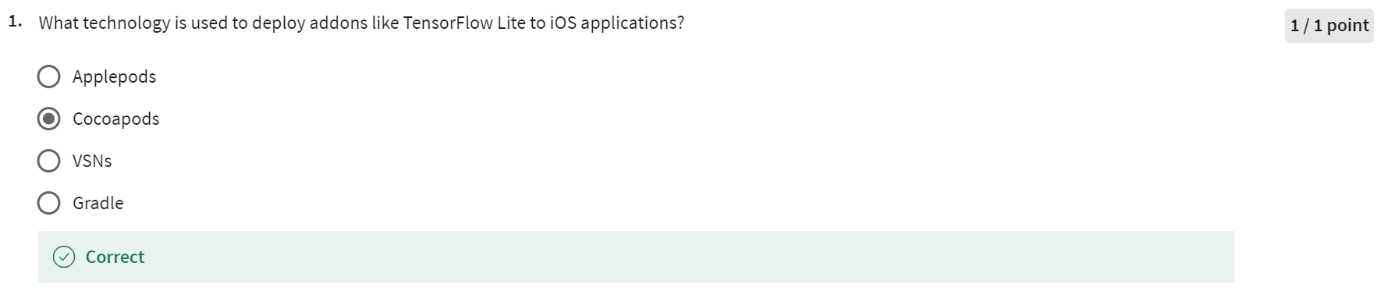 1. What technology is used to deploy addons like TensorFlow Lite to iOS applications?
1 / 1 point
Applepods
Cocoapods
VSNs
Gradle
Correct